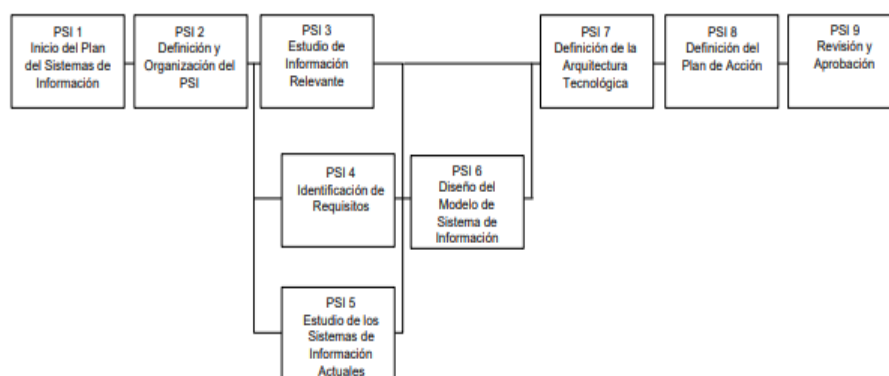 PSI 1
Inicio del Plan
del Sistemas de
Información
PSI 2
Definición y
Organización del
PSI
PSI 3
Estudio de
Información
Relevante
PSI 7
Definición de la
Arquitectura
Tecnológica
PSI 8
Definición del
Plan de Acción
PSI 9
Revisión y
Aprobación
PSI 4
Identificación de
Requisitos
PSI 6
Diseño del
Modelo de
Sistema de
Información
PSI 5
Estudio de los
Sistemas de
Información
Actuales